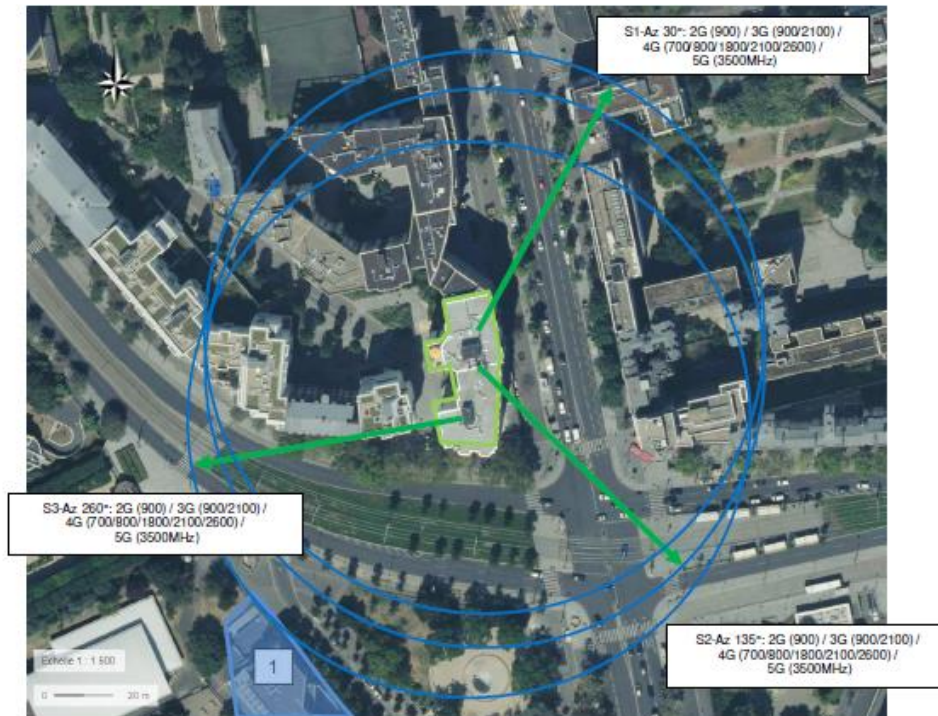 S1-Az 30°: 2G (900) / 3G (900/2100) /
4G (700/800/1800/2100/2600) /
5G (3500MHz)
S3-Az 260°: 2G (900) / 3G (900/2100) /
4G (700/800/1800/2100/2600) /
5G (3500MHz)
S2-Az 135°: 2G (900) / 3G (900/2100) /
4G (700/800/1800/2100/2600) /
5G (3500MHz)
1
Echelle 1 : 1 500
0 20 m